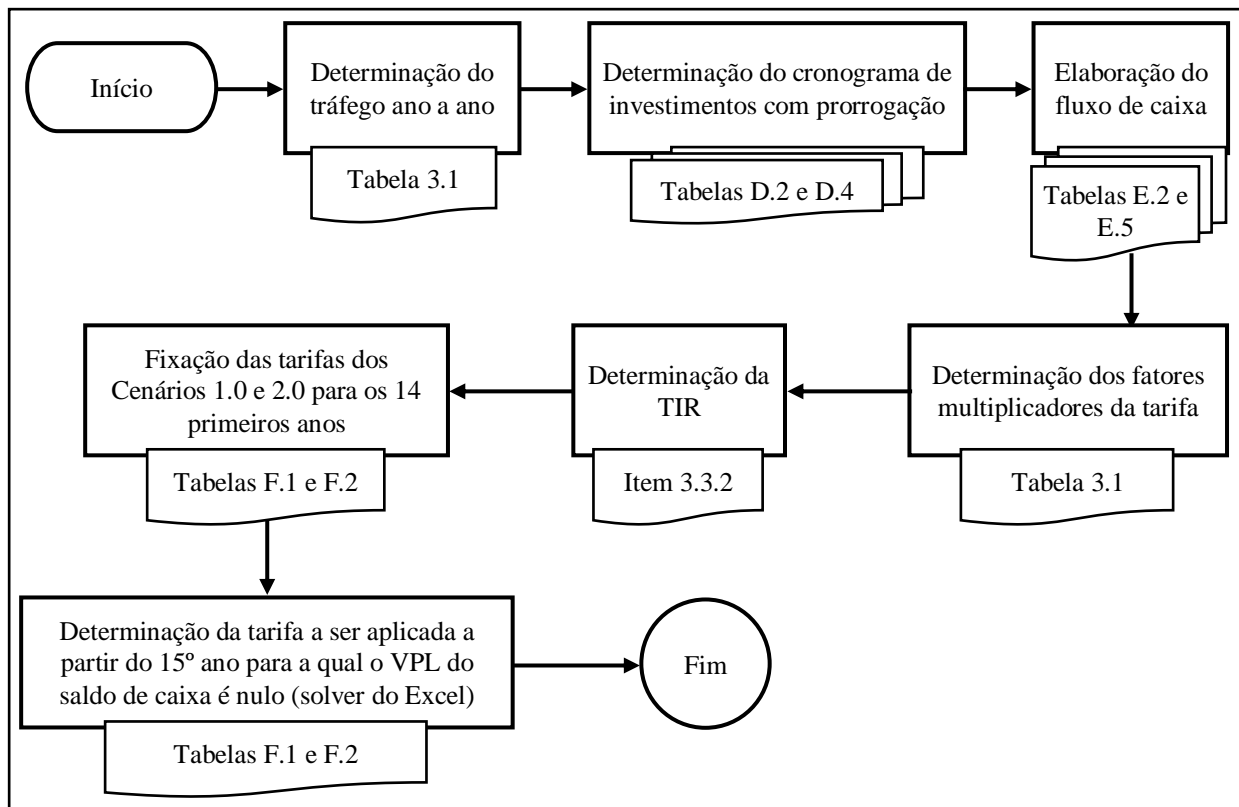 Início
Determinação do
tráfego ano a ano
Tabela 3.1
Determinação do cronograma de
investimentos com prorrogação
Tabelas D.2 e D.4
Elaboração do
fluxo de caixa
Tabelas E.2 e
E.5
Determinação dos fatores
multiplicadores da tarifa
Tabela 3.1
Determinação da
TIR
Item 3.3.2
Fixação das tarifas dos
Cenários 1.0 e 2.0 para os 14
primeiros anos
Tabelas F.1 e F.2
Determinação da tarifa a ser aplicada a
partir do 15º ano para a qual o VPL do
saldo de caixa é nulo (solver do Excel)
Tabelas F.1 e F.2
Fim